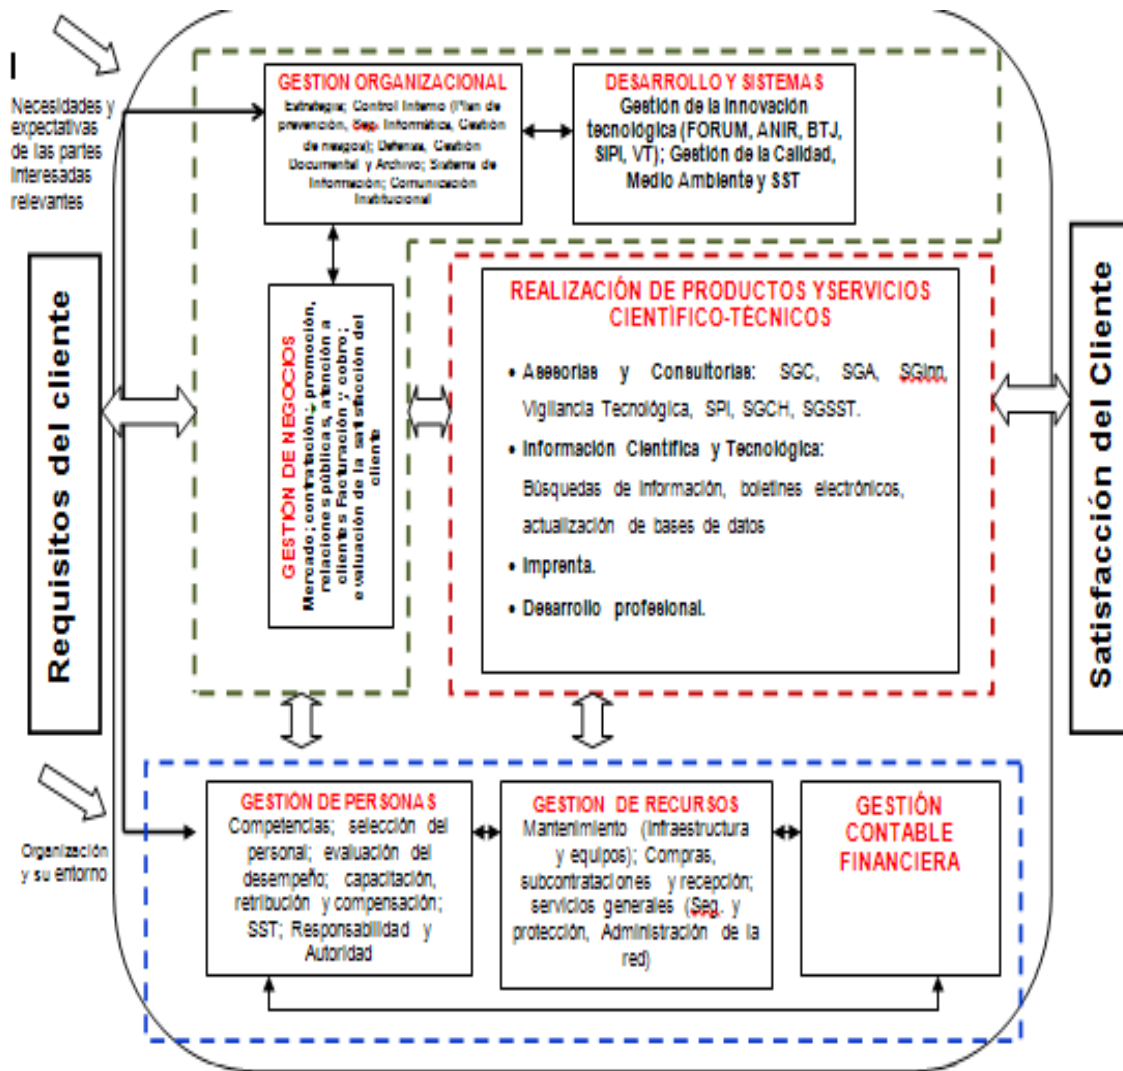 I
Necesidades y
expectativas
de las partes
interesadas
relevantes
Requisitos del cliente
Organización
y su entorno
GESTION ORGANIZACIONAL
Estrategia; Control Interno (Plan de
prevención, Seg. Informática, Gestión
de riesgos); Defensa, Gestión
Documental y Archivo; Sistema de
Información; Comunicación
Institucional
DESARROLLO Y SISTEMAS
Gestión de la innovación
tecnológica (FORUM, ANIR, BTJ,
SIPI, VT); Gestión de la Calidad,
Medio Ambiente y SST
GESTIÓN DE NEGOCIOS
Mercado; contratación; promoción,
relaciones públicas, atención a
clientes Facturación y cobro;
evaluación de la satisfacción del
cliente
REALIZACIÓN DE PRODUCTOS YSERVICIOS
CIENTÌFICO-TÉCNICOS
• Asesorias y Consultorias: SGC, SGA, SGInn,
Vigilancia Tecnológica, SPI, SGCH, SGSST.
• Información Científica y Tecnológica:
Búsquedas de información, boletines electrónicos,
actualización de bases de datos
• Imprenta.
• Desarrollo profesional.
Satisfacción del Cliente
GESTIÓN DE PERSONAS
Competencias; selección del
personal; evaluación del
desempeño; capacitación,
retribución y compensación;
SST; Responsabilidad y
Autoridad
GESTION DE RECURSOS
Mantenimiento (Infraestructura
y equipos); Compras,
subcontrataciones y recepción;
servicios generales (Seg. y
protección, Administración de la
red)
GESTIÓN
CONTABLE
FINANCIERA